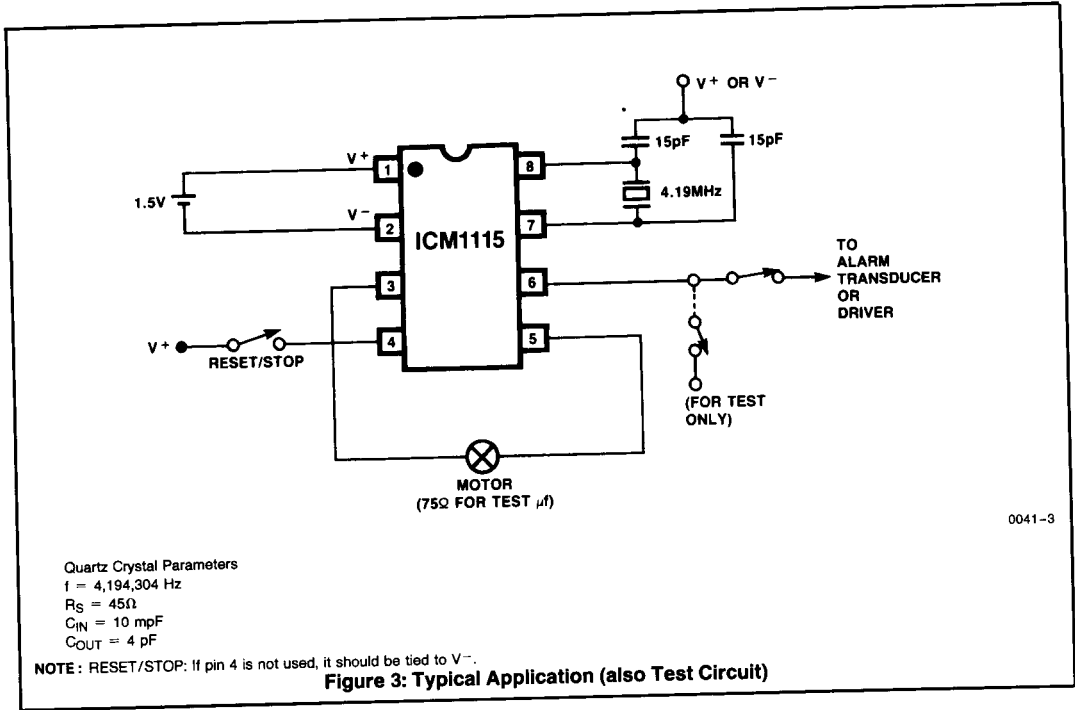 V+ OR V−
15pF
15pF
V+
1
8
1.5V
4.19MHz
V−
2
7
ICM1115
TO
ALARM
TRANSDUCER
OR
DRIVER
3
6
V+
4
5
RESET/STOP
(FOR TEST
ONLY)
MOTOR
(75Ω FOR TEST μf)
0041–3
Quartz Crystal Parameters
f = 4,194,304 Hz
RS = 45Ω
CIN = 10 mpF
COUT = 4 pF
NOTE: RESET/STOP: If pin 4 is not used, it should be tied to V−.
Figure 3: Typical Application (also Test Circuit)